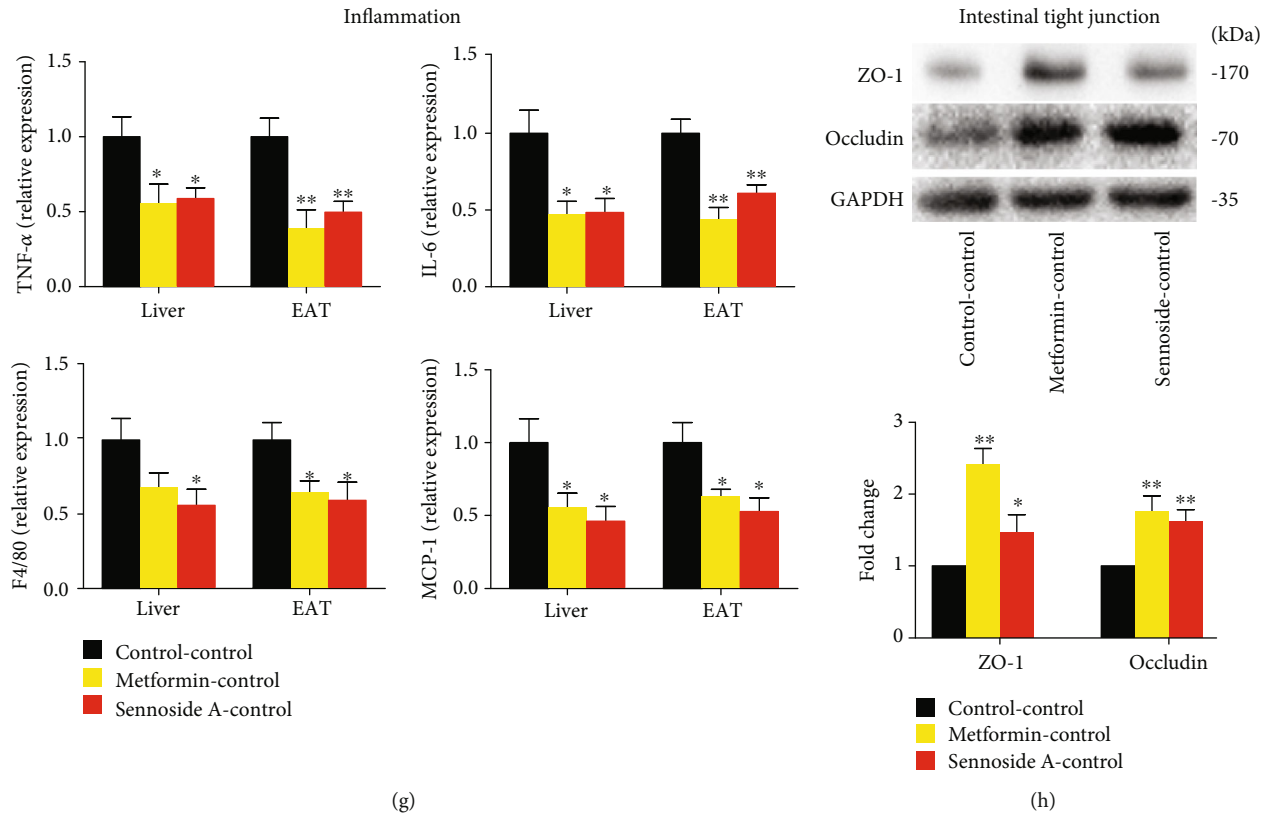 Inflammation
TNF-α (relative expression)
1.5
1.0
0.5
0.0
*
*
**
**
Liver
EAT
IL-6 (relative expression)
1.5
1.0
0.5
0.0
*
*
**
**
Liver
EAT
F4/80 (relative expression)
1.5
1.0
0.5
0.0
*
*
*
Liver
EAT
MCP-1 (relative expression)
1.5
1.0
0.5
0.0
*
*
*
*
Liver
EAT
Control-control
Metformin-control
Sennoside A-control
(g)
Intestinal tight junction
(kDa)
ZO-1
-170
Occludin
-70
GAPDH
-35
Control-control
Metformin-control
Sennoside-control
Fold change
3
2
1
0
**
*
**
**
ZO-1
Occludin
Control-control
Metformin-control
Sennoside A-control
(h)